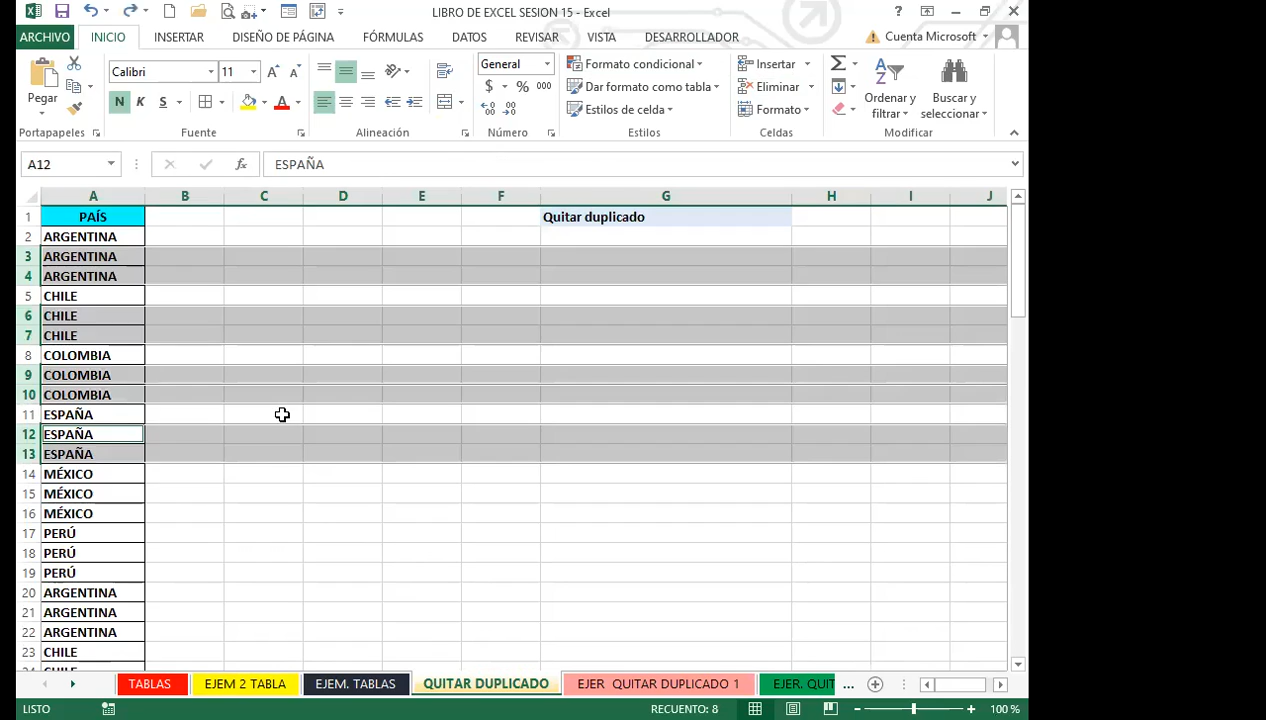 LIBRO DE EXCEL SESION 15 - Excel
?
ARCHIVO INICIO INSERTAR DISEÑO DE PÁGINA FÓRMULAS DATOS REVISAR VISTA DESARROLLADOR Cuenta Microsoft
Pegar
Calibri 11
N K S
General
$ % 000
Formato condicional
Dar formato como tabla
Estilos de celda
Insertar
Eliminar
Formato
Ordenar y filtrar
Buscar y seleccionar
Portapapeles Fuente Alineación Número Estilos Celdas Modificar
A12 fx ESPAÑA
A B C D E F G H I J
1 PAÍS Quitar duplicado
2 ARGENTINA
3 ARGENTINA
4 ARGENTINA
5 CHILE
6 CHILE
7 CHILE
8 COLOMBIA
9 COLOMBIA
10 COLOMBIA
11 ESPAÑA
12 ESPAÑA
13 ESPAÑA
14 MÉXICO
15 MÉXICO
16 MÉXICO
17 PERÚ
18 PERÚ
19 PERÚ
20 ARGENTINA
21 ARGENTINA
22 ARGENTINA
23 CHILE
TABLAS EJEM 2 TABLA EJEM. TABLAS QUITAR DUPLICADO EJER QUITAR DUPLICADO 1 EJER. QUIT ...
LISTO RECUENTO: 8 100 %